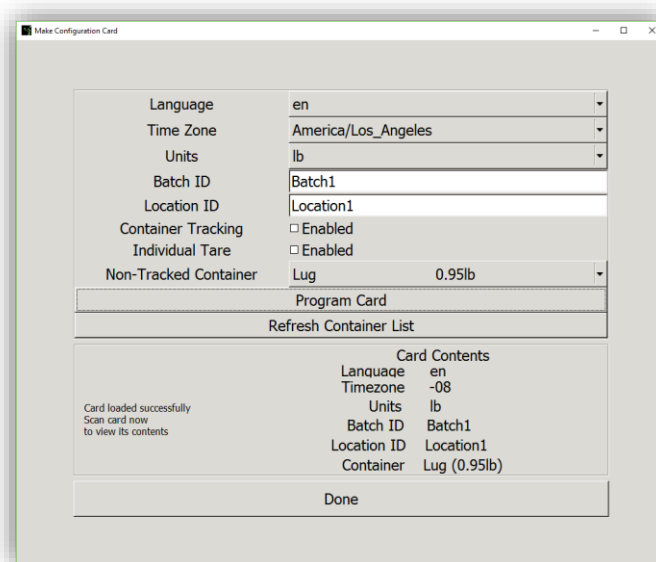 Make Configuration Card
Language en
Time Zone America/Los_Angeles
Units lb
Batch ID Batch1
Location ID Location1
Container Tracking Enabled
Individual Tare Enabled
Non-Tracked Container Lug 0.95lb
Program Card
Refresh Container List
Card Contents
Language en
Timezone -08
Units lb
Batch ID Batch1
Location ID Location1
Container Lug (0.95lb)
Card loaded successfully
Scan card now
to view its contents
Done